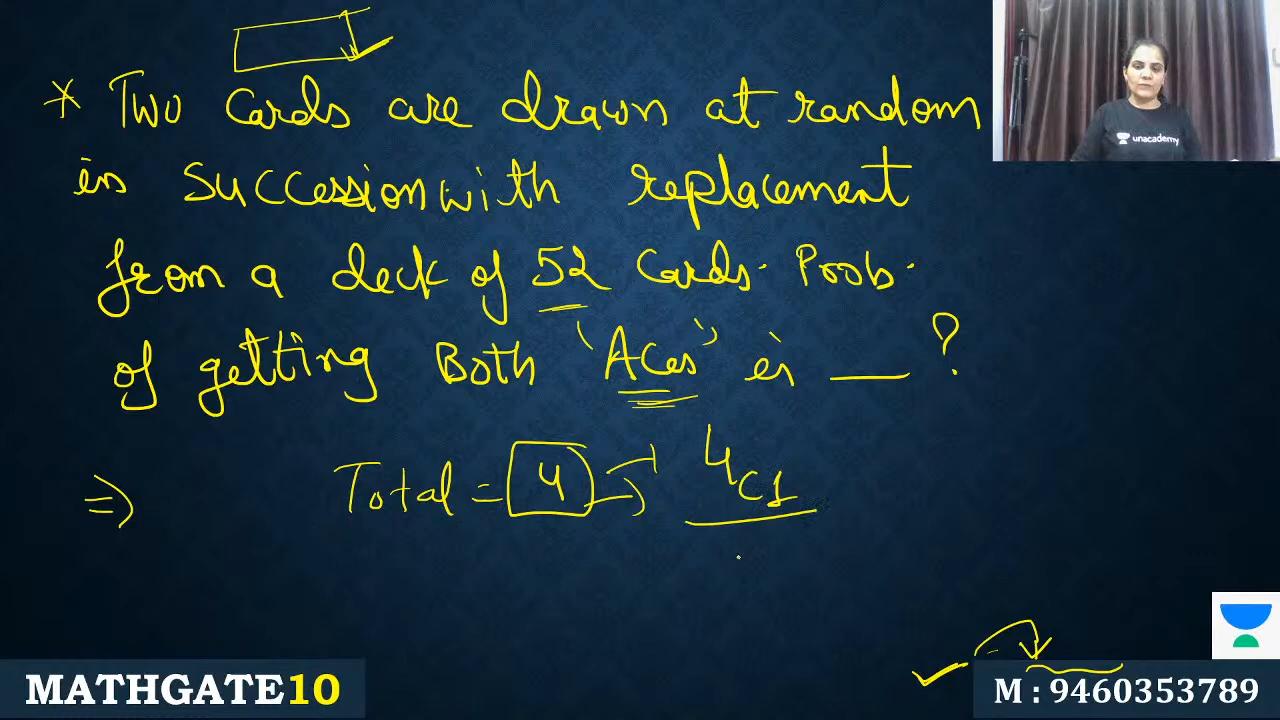 * Two Cards are drawn at random
in succession with replacement
from a deck of 52 Cards. Prob.
of getting Both 'Aces' is __ ?
⇒ Total = 4 → 4C1
unacademy
MATHGATE10
M : 9460353789